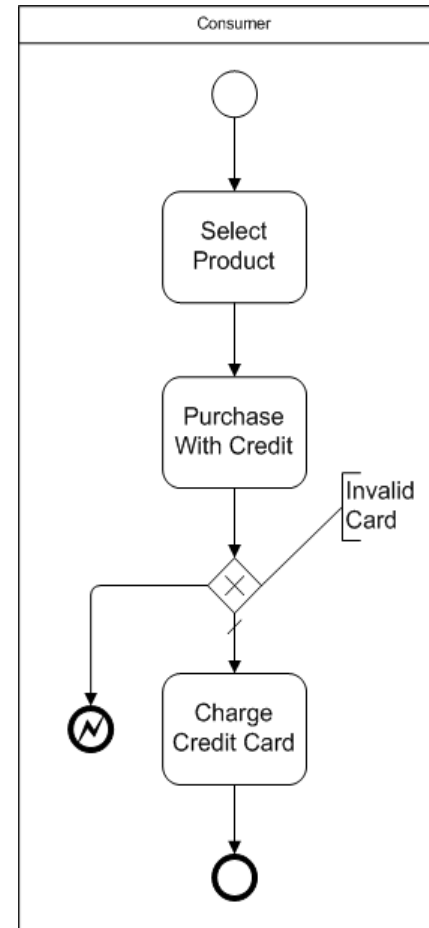 Consumer
Select
Product
Purchase
With Credit
Invalid
Card
Charge
Credit Card